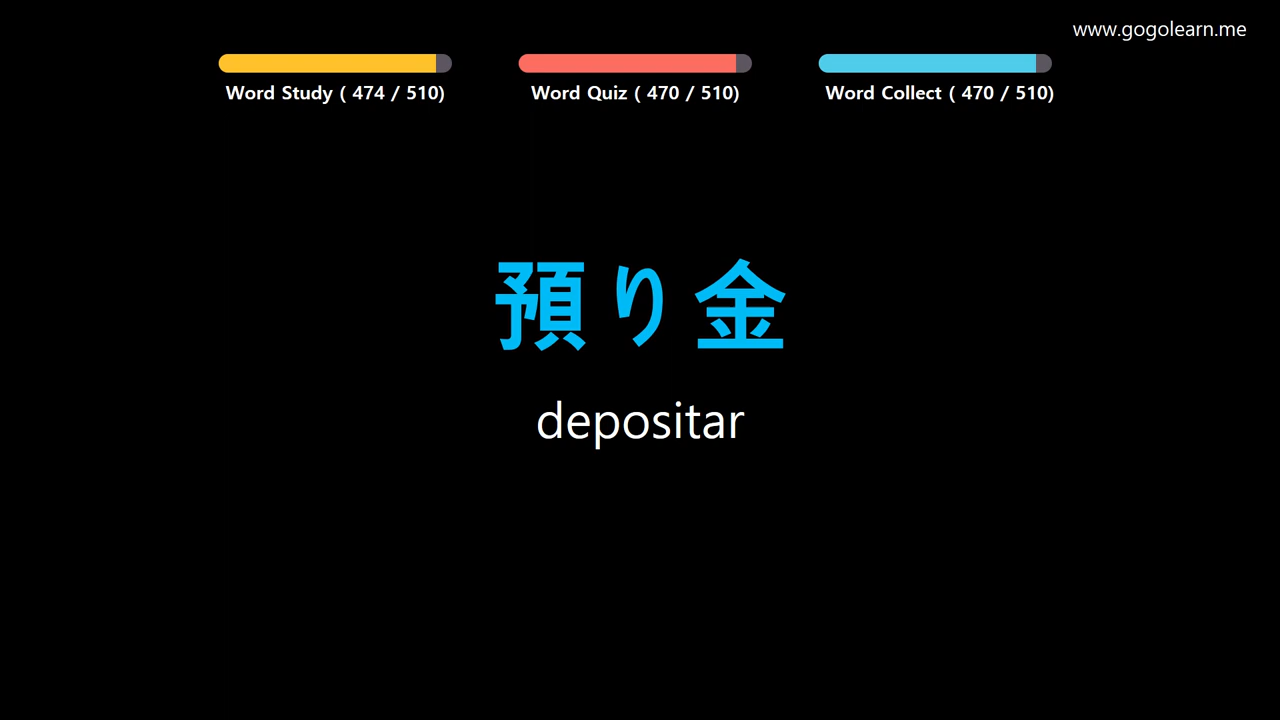 www.gogolearn.me
Word Study ( 474 / 510)
Word Quiz ( 470 / 510)
Word Collect ( 470 / 510)
預り金
depositar